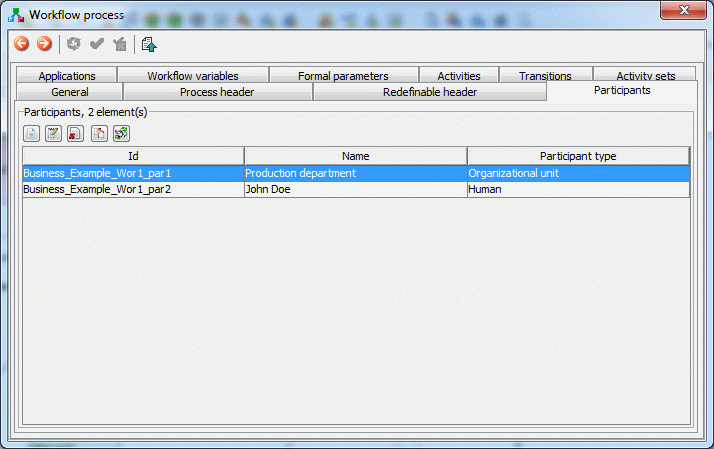 Workflow process
Applications Workflow variables Formal parameters Activities Transitions Activity sets
General Process header Redefinable header Participants
Participants, 2 element(s)
Id Name Participant type
Business_Example_Wor1_par1 Production department Organizational unit
Business_Example_Wor1_par2 John Doe Human